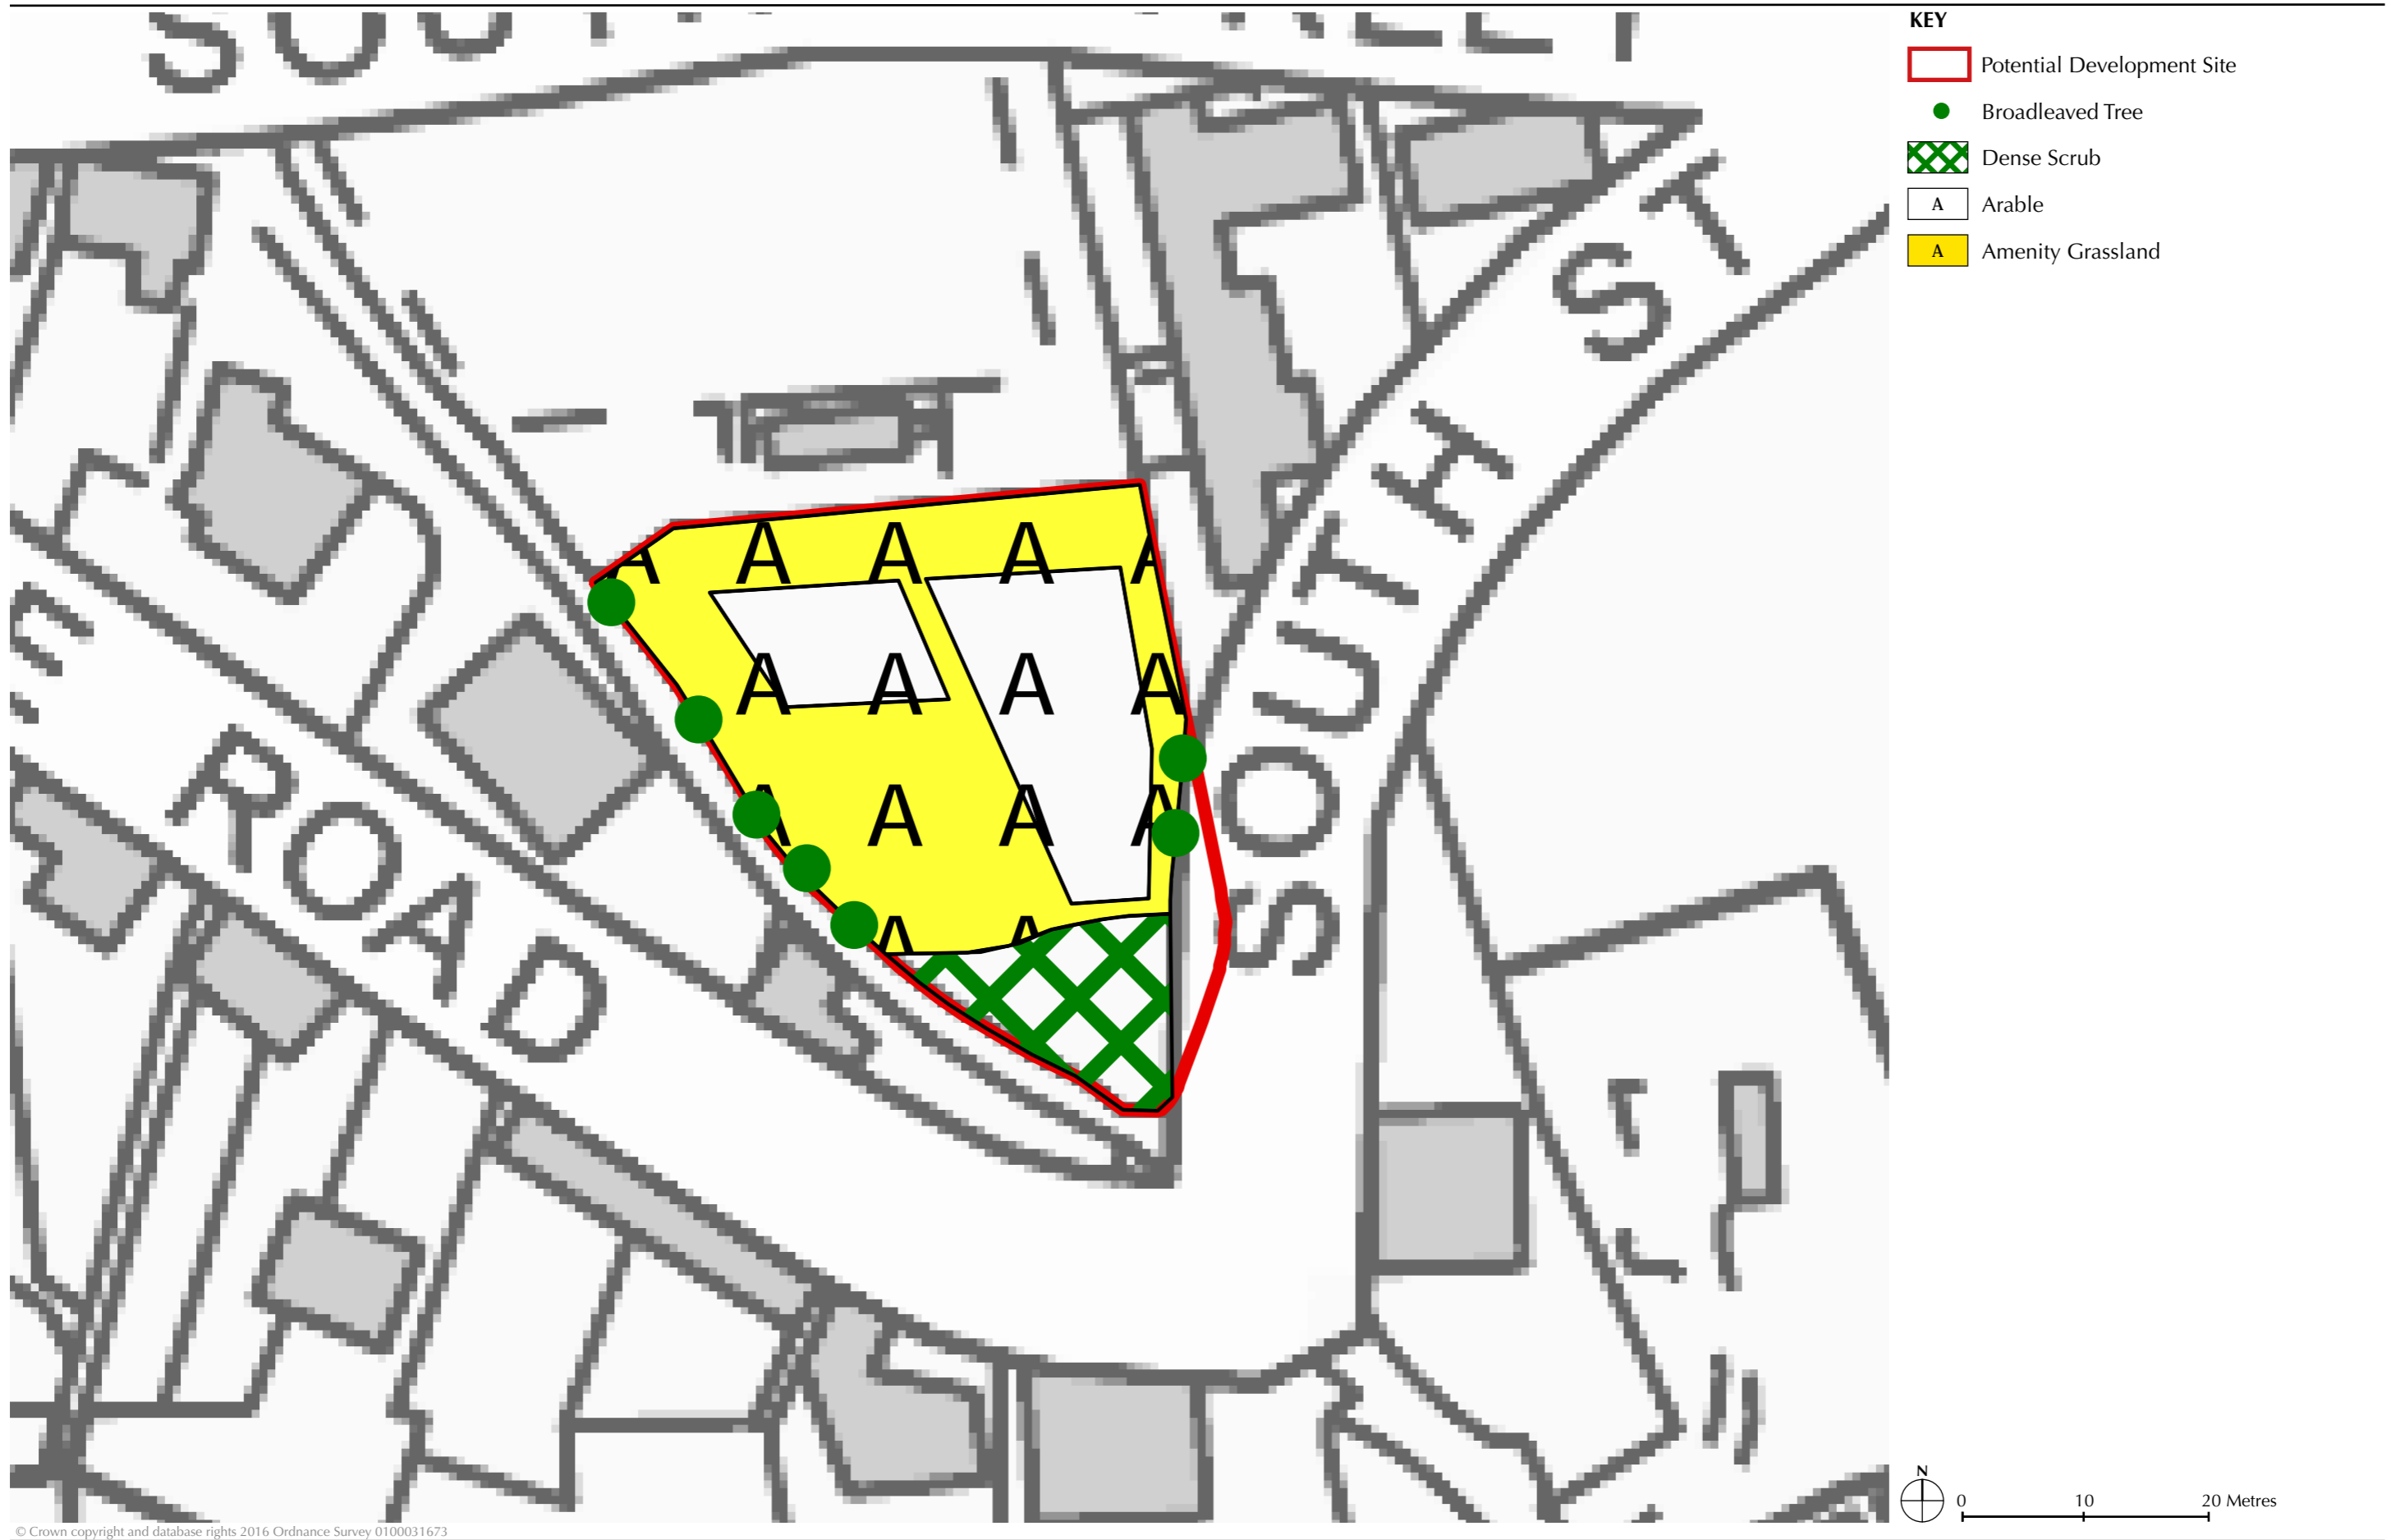 KEY
Potential Development Site
Broadleaved Tree
Dense Scrub
A Arable
A Amenity Grassland
SOUTH ST
A A A A A
A A A A
A A A A
A A
ROAD
N
0 10 20 Metres
© Crown copyright and database rights 2016 Ordnance Survey 0100031673